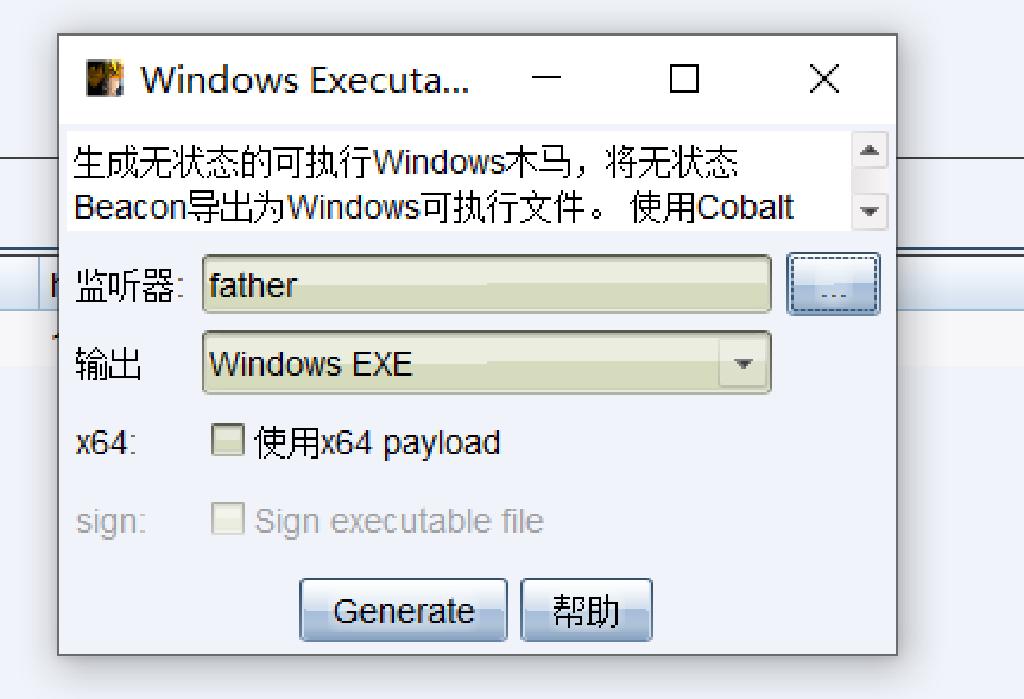 Windows Executa...
生成无状态的可执行Windows木马，将无状态
Beacon导出为Windows可执行文件。 使用Cobalt
监听器: father ...
输出 Windows EXE
x64: 使用x64 payload
sign: Sign executable file
Generate 帮助